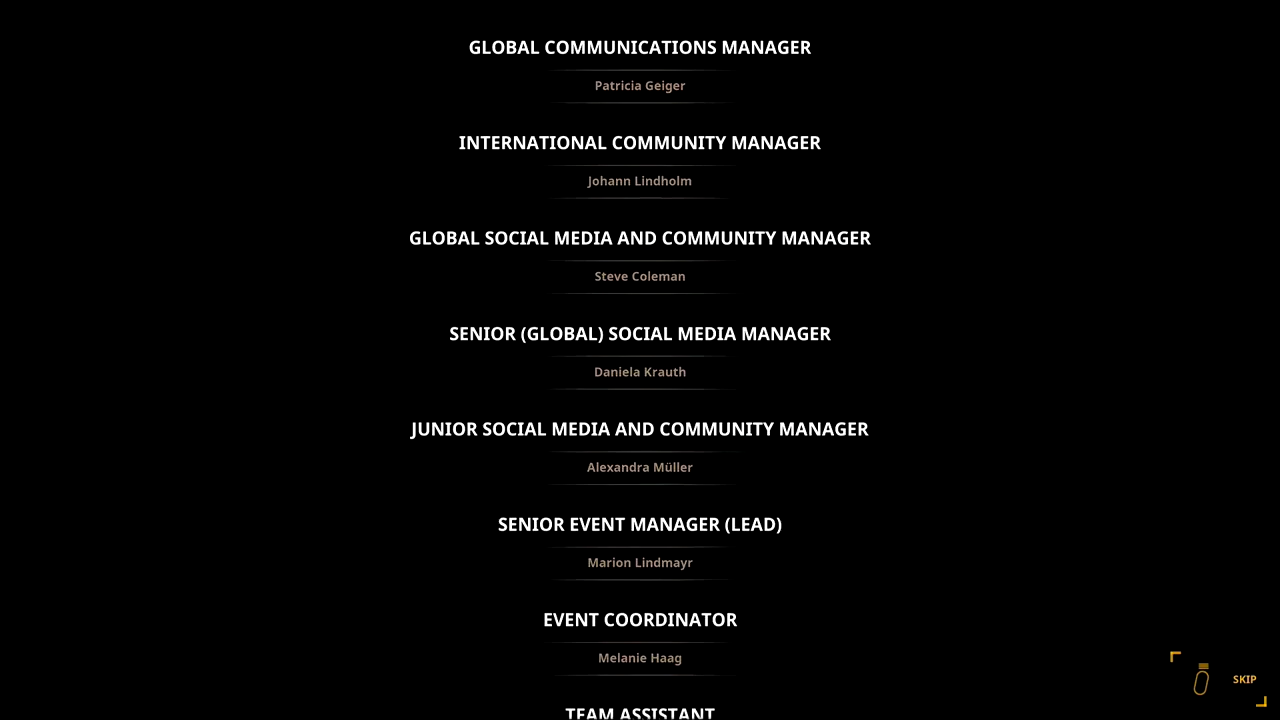 GLOBAL COMMUNICATIONS MANAGER
Patricia Geiger
INTERNATIONAL COMMUNITY MANAGER
Johann Lindholm
GLOBAL SOCIAL MEDIA AND COMMUNITY MANAGER
Steve Coleman
SENIOR (GLOBAL) SOCIAL MEDIA MANAGER
Daniela Krauth
JUNIOR SOCIAL MEDIA AND COMMUNITY MANAGER
Alexandra Müller
SENIOR EVENT MANAGER (LEAD)
Marion Lindmayr
EVENT COORDINATOR
Melanie Haag
SKIP
TEAM ASSISTANT